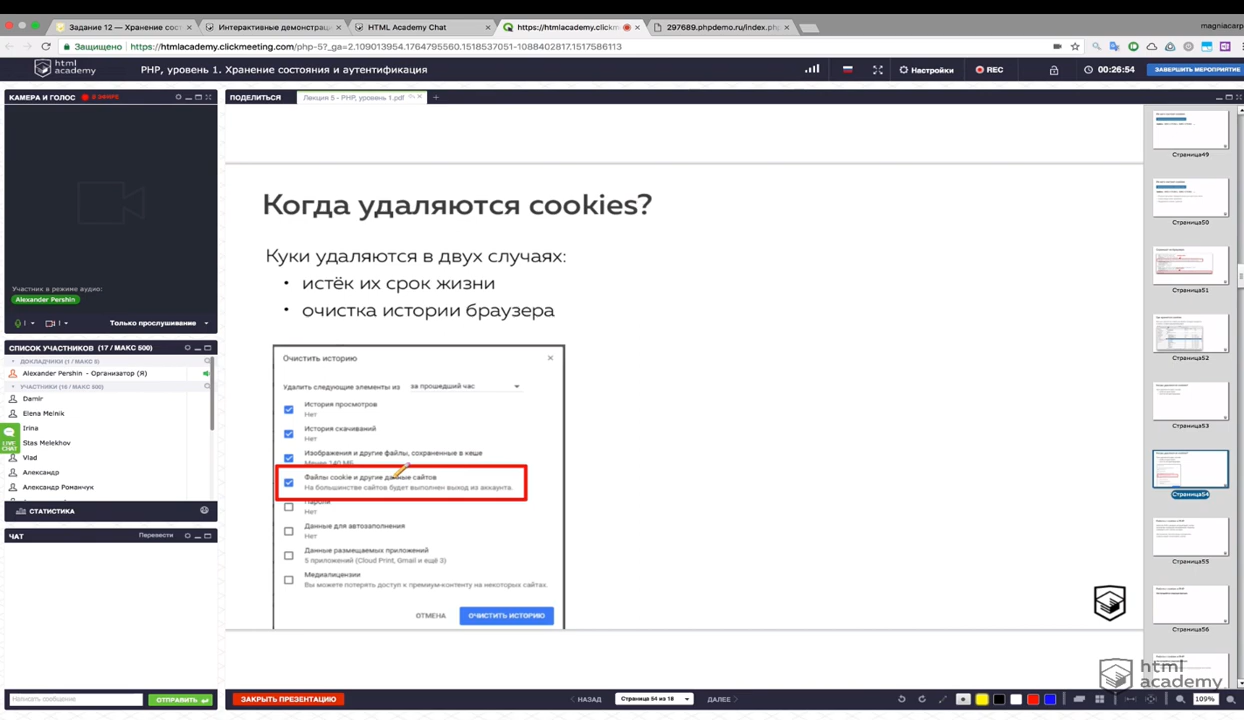 Задание 12 — Хранение сост
Интерактивные демонстрац
HTML Academy Chat
https://htmlacademy.clickm
297689.phpdemo.ru/index.ph
magniacarp
Защищено
https://htmlacademy.clickmeeting.com/php-5?_ga=2.109013954.1764795560.1518537051-1088402817.1517586113
html academy
PHP, уровень 1. Хранение состояния и аутентификация
Настройки
REC
00:26:54
ЗАВЕРШИТЬ МЕРОПРИЯТИЕ
КАМЕРА И ГОЛОС
В ЭФИРЕ
ПОДЕЛИТЬСЯ
Лекция 5 - PHP, уровень 1.pdf
Участник в режиме аудио:
Alexander Pershin
Только прослушивание
СПИСОК УЧАСТНИКОВ (17 / МАКС 500)
ДОКЛАДЧИКИ (1 / МАКС 5)
Alexander Pershin - Организатор (Я)
УЧАСТНИКИ (16 / МАКС 500)
Damir
Elena Melnik
Irina
Stas Melekhov
Vlad
Александр
Александр Романчук
LIVE CHAT
СТАТИСТИКА
ЧАТ
Перевести
Написать сообщение
ОТПРАВИТЬ
Когда удаляются cookies?
Куки удаляются в двух случаях:
• истёк их срок жизни
• очистка истории браузера
Очистить историю
Удалить следующие элементы из
за прошедший час
История просмотров
Нет
История скачиваний
Нет
Изображения и другие файлы, сохраненные в кеше
Менее 140 МБ
Файлы cookie и другие данные сайтов
На большинстве сайтов будет выполнен выход из аккаунта.
Пароли
Нет
Данные для автозаполнения
Нет
Данные размещаемых приложений
5 приложений (Cloud Print, Gmail и ещё 3)
Медиалицензии
Вы можете потерять доступ к премиум-контенту на некоторых сайтах.
ОТМЕНА
ОЧИСТИТЬ ИСТОРИЮ
Страница49
Страница50
Страница51
Страница52
Страница53
Страница54
Страница55
Страница56
html academy
ЗАКРЫТЬ ПРЕЗЕНТАЦИЮ
НАЗАД
Страница 54 из 18
ДАЛЕЕ
109%